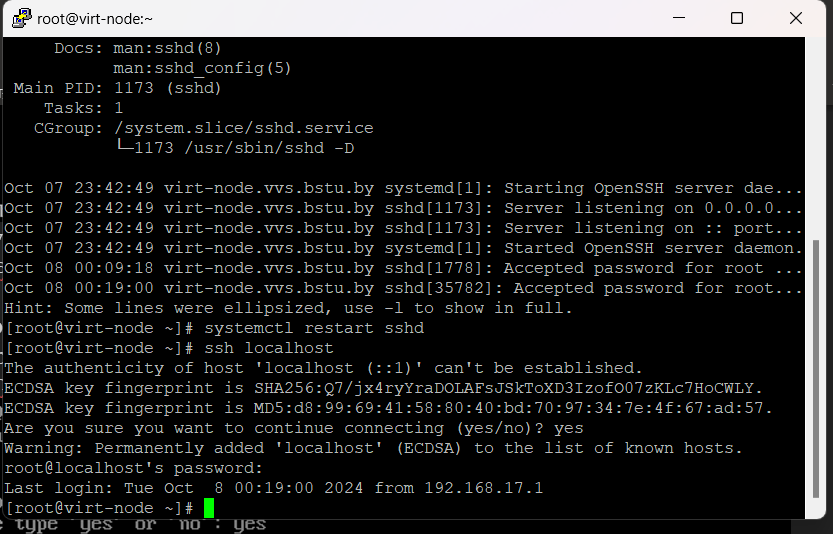 root@virt-node:~
Docs: man:sshd(8)
man:sshd_config(5)
Main PID: 1173 (sshd)
Tasks: 1
CGroup: /system.slice/sshd.service
└─1173 /usr/sbin/sshd -D
Oct 07 23:42:49 virt-node.vvs.bstu.by systemd[1]: Starting OpenSSH server dae...
Oct 07 23:42:49 virt-node.vvs.bstu.by sshd[1173]: Server listening on 0.0.0.0...
Oct 07 23:42:49 virt-node.vvs.bstu.by sshd[1173]: Server listening on :: port...
Oct 07 23:42:49 virt-node.vvs.bstu.by systemd[1]: Started OpenSSH server daemon.
Oct 08 00:09:18 virt-node.vvs.bstu.by sshd[1778]: Accepted password for root ...
Oct 08 00:19:00 virt-node.vvs.bstu.by sshd[35782]: Accepted password for root...
Hint: Some lines were ellipsized, use -l to show in full.
[root@virt-node ~]# systemctl restart sshd
[root@virt-node ~]# ssh localhost
The authenticity of host 'localhost (::1)' can't be established.
ECDSA key fingerprint is SHA256:Q7/jx4ryYraDOLAFsJSkToXD3IzofO07zKLc7HoCWLY.
ECDSA key fingerprint is MD5:d8:99:69:41:58:80:40:bd:70:97:34:7e:4f:67:ad:57.
Are you sure you want to continue connecting (yes/no)? yes
Warning: Permanently added 'localhost' (ECDSA) to the list of known hosts.
root@localhost's password:
Last login: Tue Oct  8 00:19:00 2024 from 192.168.17.1
[root@virt-node ~]#
e type 'yes' or 'no': yes